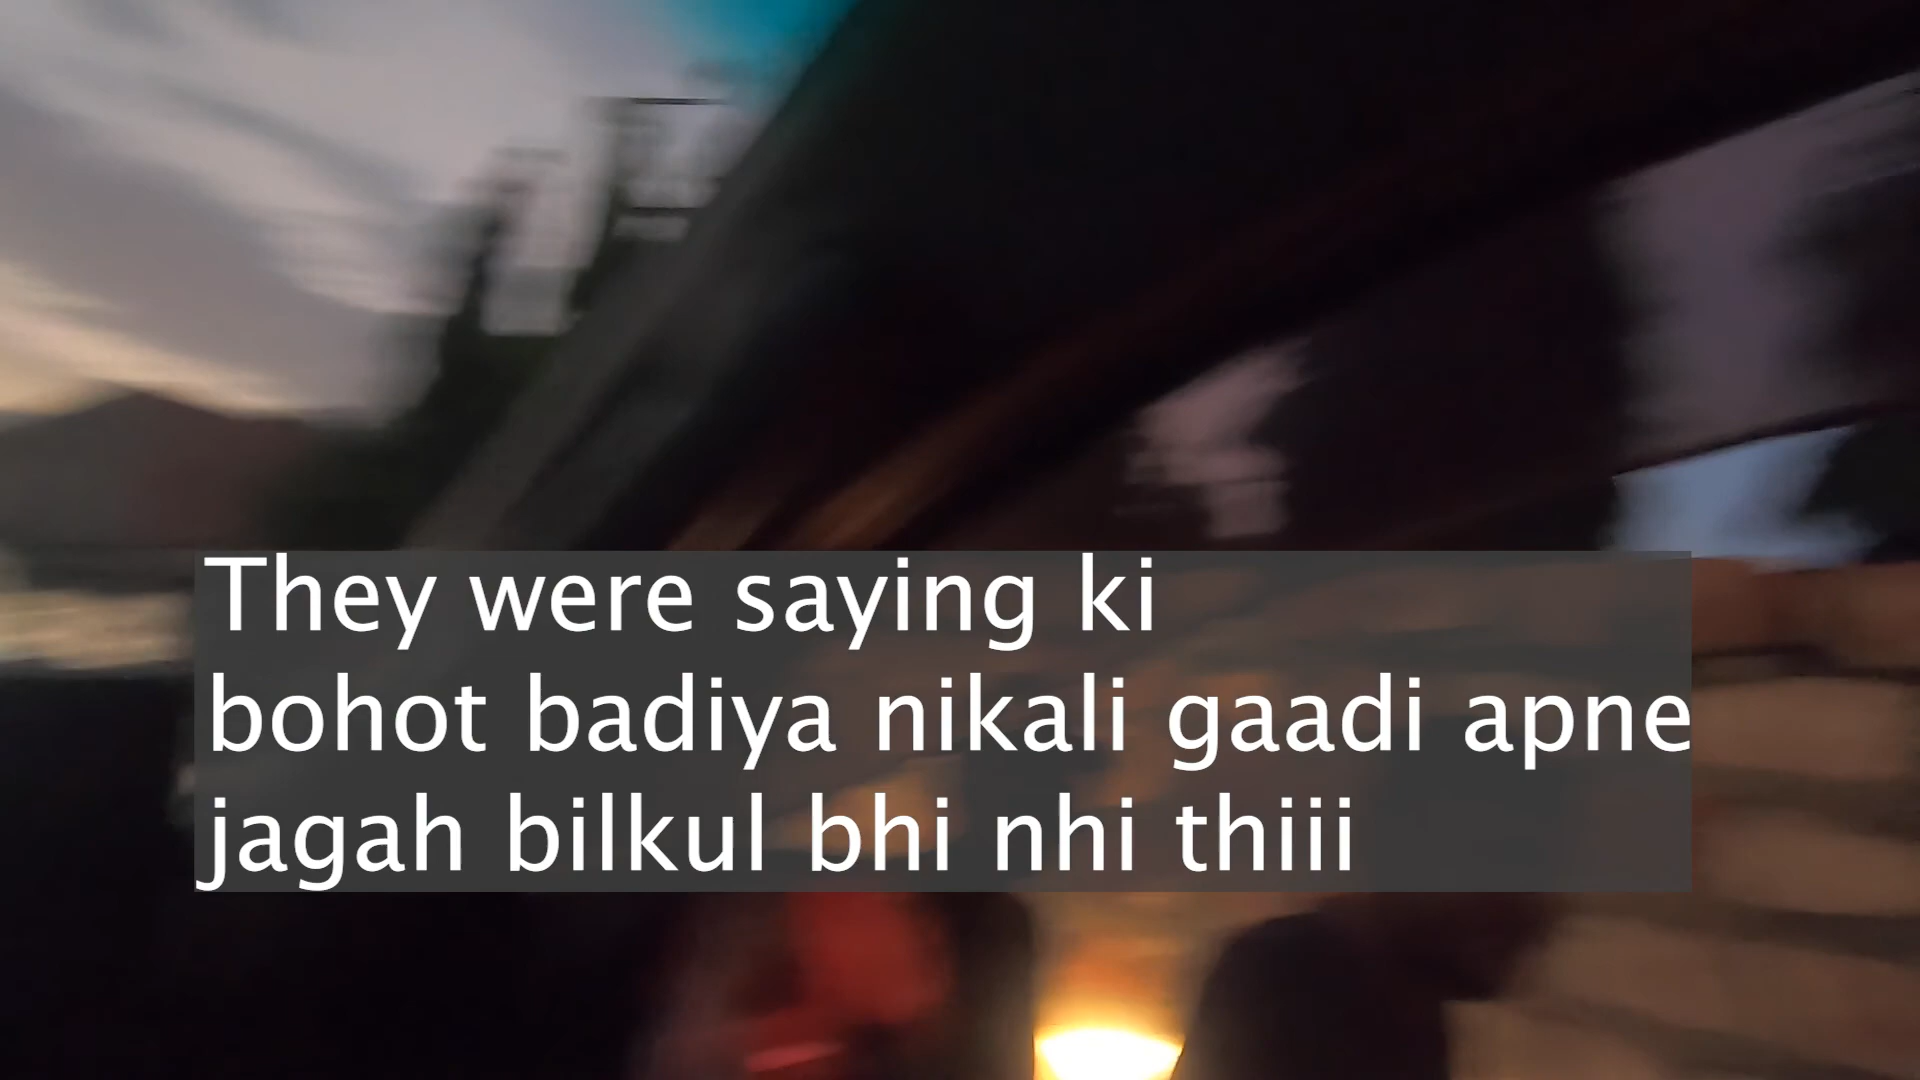 They were saying ki
bohot badiya nikali gaadi apne
jagah bilkul bhi nhi thiii